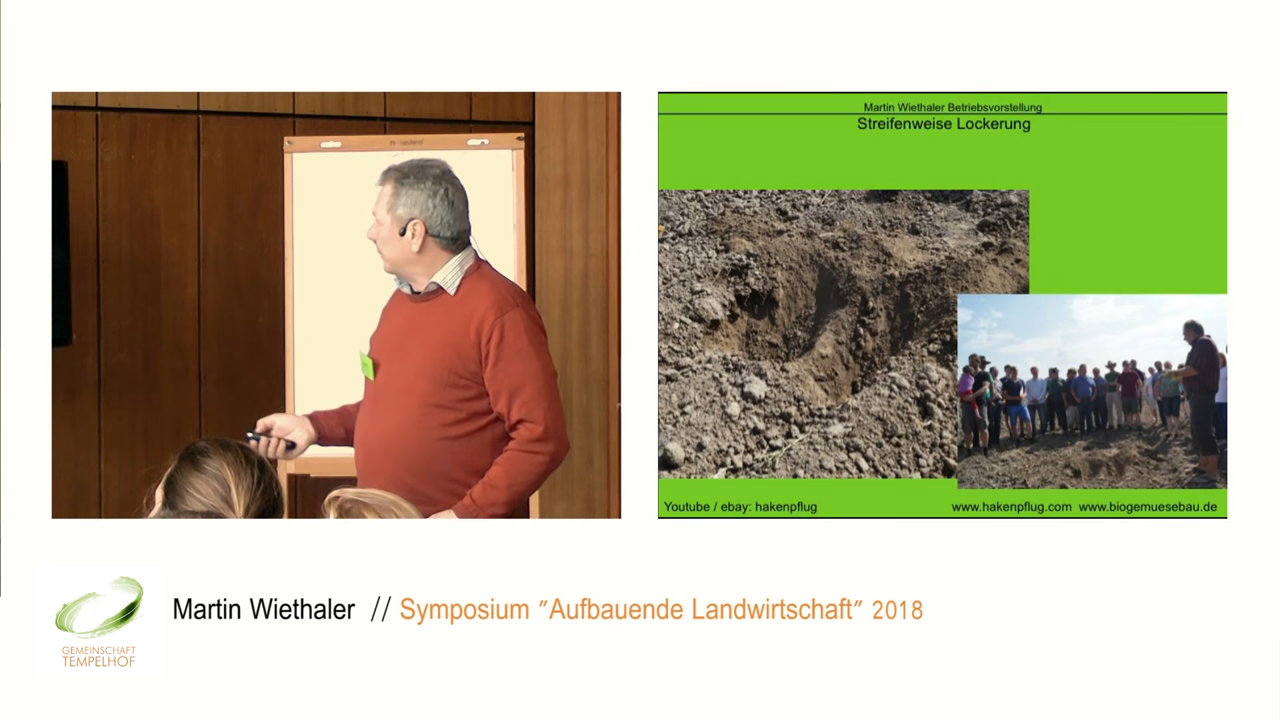 Martin Wiethaler Betriebsvorstellung
Streifenweise Lockerung
Youtube / ebay: hakenpflug
www.hakenpflug.com www.biogemuesebau.de
Martin Wiethaler // Symposium "Aufbauende Landwirtschaft" 2018
GEMEINSCHAFT
TEMPELHOF